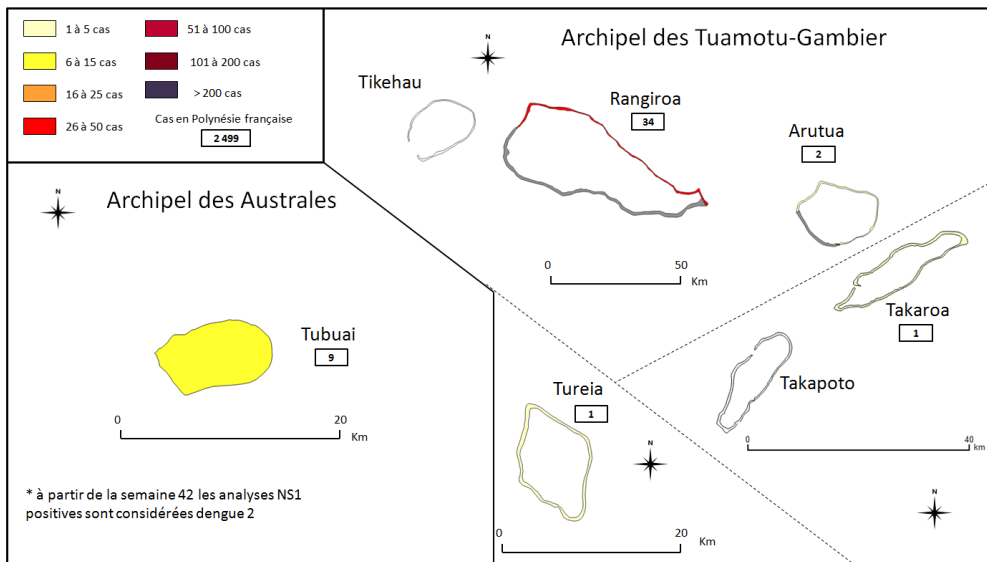 1 à 5 cas
6 à 15 cas
16 à 25 cas
26 à 50 cas
51 à 100 cas
101 à 200 cas
> 200 cas
Cas en Polynésie française
2 499
Archipel des Tuamotu-Gambier
N
Tikehau
Rangiroa
34
Arutua
2
0 50
Km
Takaroa
1
Takapoto
0 40
km
N
Tureia
1
N
0 20
Km
Archipel des Australes
N
Tubuai
9
0 20
Km
* à partir de la semaine 42 les analyses NS1
positives sont considérées dengue 2